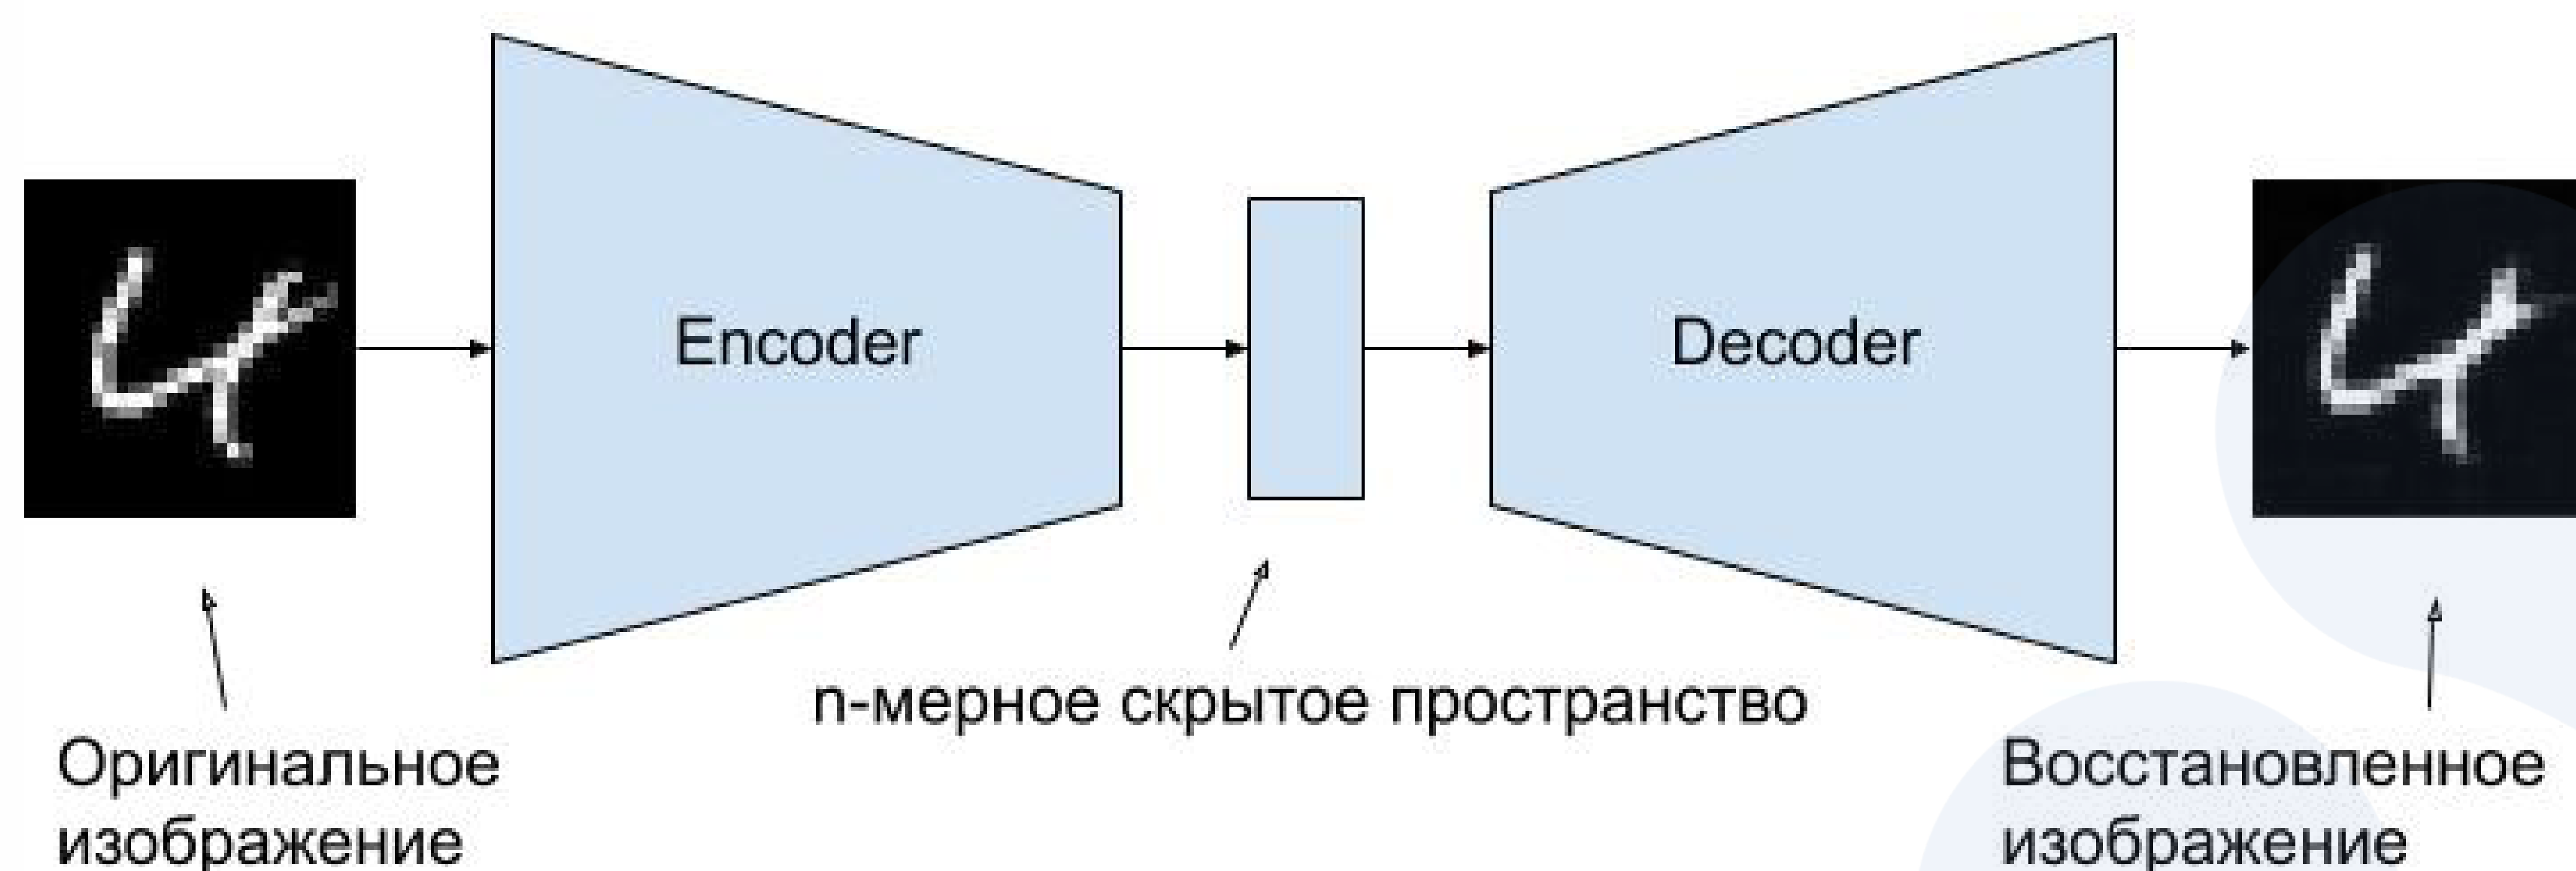 Encoder
Decoder
n-мерное скрытое пространство
Оригинальное
изображение
Восстановленное
изображение